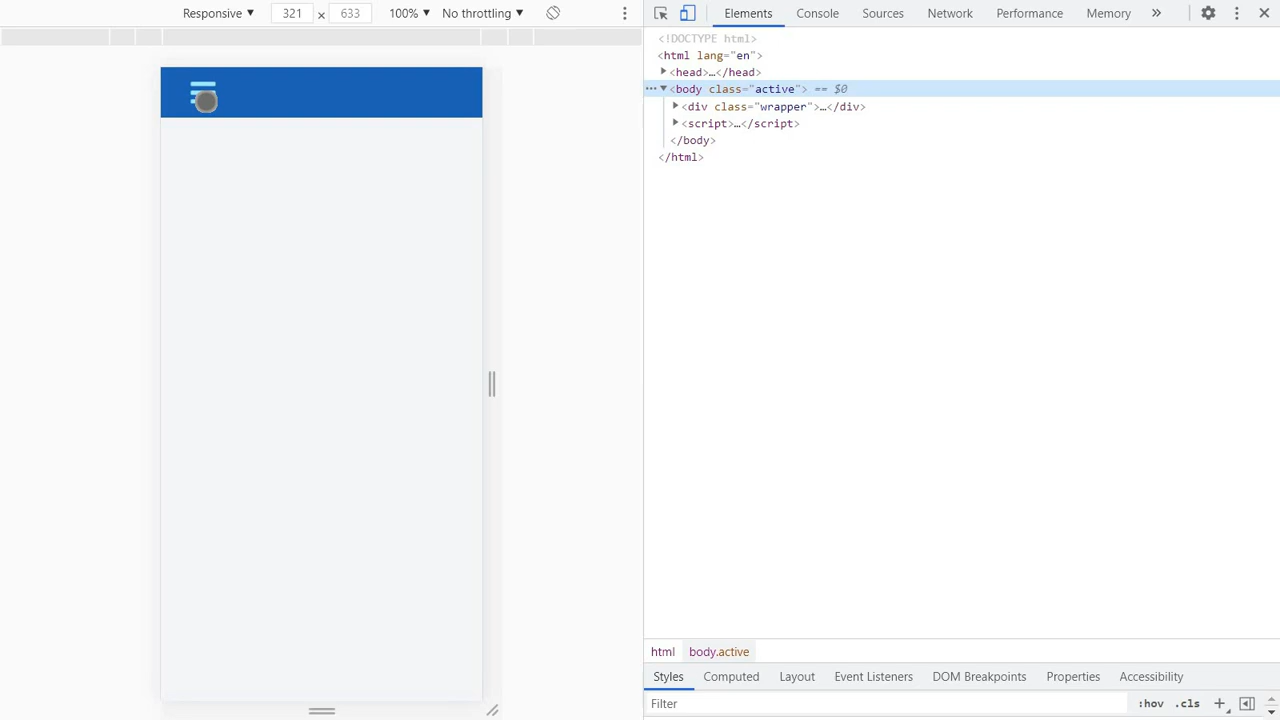 Responsive ▼ 321 × 633 100% ▼ No throttling ▼
Elements Console Sources Network Performance Memory »
<!DOCTYPE html>
<html lang="en">
<head>…</head>
<body class="active"> == $0
<div class="wrapper">…</div>
<script>…</script>
</body>
</html>
html body.active
Styles Computed Layout Event Listeners DOM Breakpoints Properties Accessibility
Filter :hov .cls +